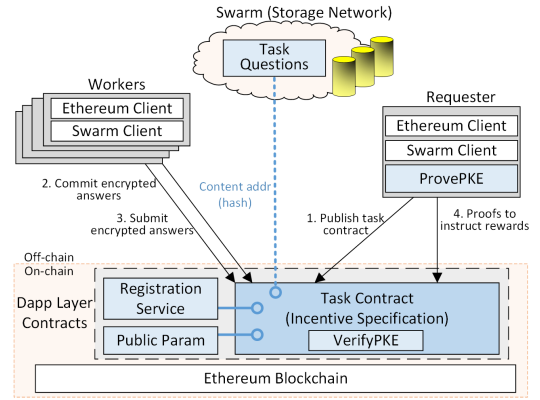 Swarm (Storage Network)
Task
Questions
Workers
Ethereum Client
Swarm Client
Requester
Ethereum Client
Swarm Client
ProvePKE
2. Commit encrypted
answers
3. Submit
encrypted answers
Content addr
(hash)
1. Publish task
contract
4. Proofs to
instruct rewards
Off-chain
On-chain
Dapp Layer
Contracts
Registration
Service
Public Param
Task Contract
(Incentive Specification)
VerifyPKE
Ethereum Blockchain